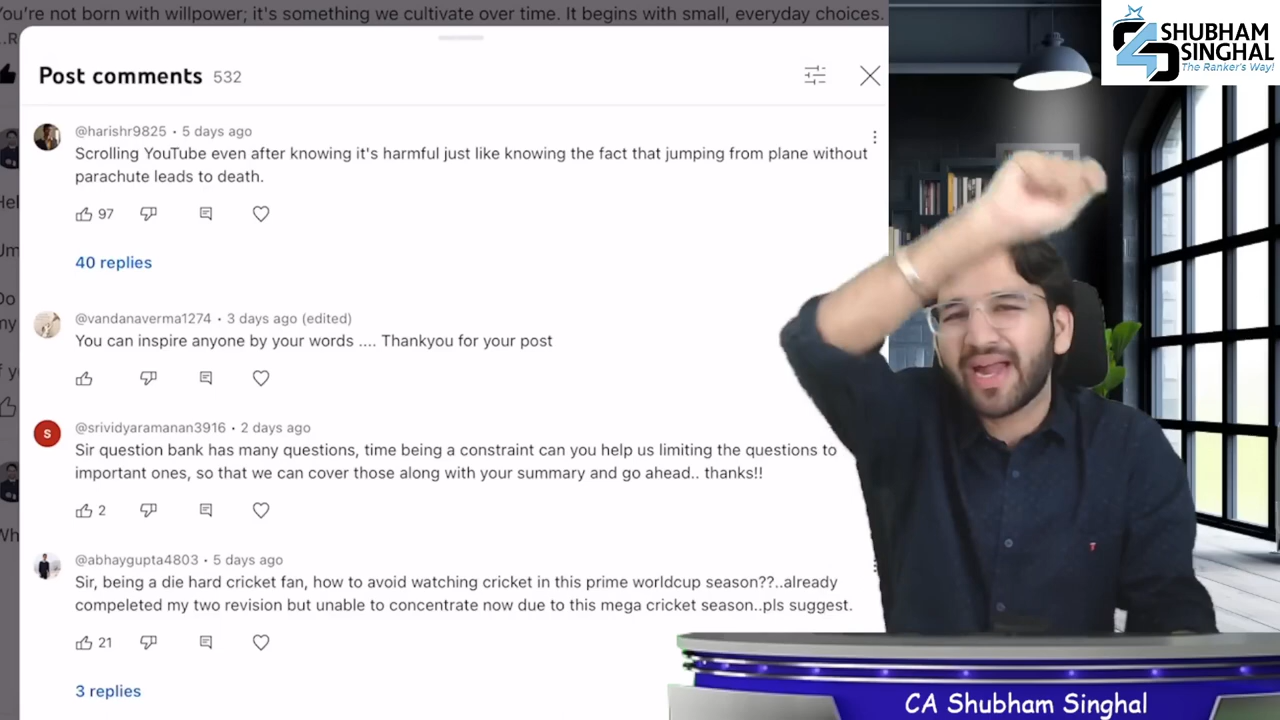 You're not born with willpower; it's something we cultivate over time. It begins with small, everyday choices.
SHUBHAM
SINGHAL
The Ranker's Way!
Post comments 532
@harishr9825 • 5 days ago
Scrolling YouTube even after knowing it's harmful just like knowing the fact that jumping from plane without
parachute leads to death.
97
40 replies
@vandanaverma1274 • 3 days ago (edited)
You can inspire anyone by your words .... Thankyou for your post
S
@srividyaramanan3916 • 2 days ago
Sir question bank has many questions, time being a constraint can you help us limiting the questions to
important ones, so that we can cover those along with your summary and go ahead.. thanks!!
2
@abhaygupta4803 • 5 days ago
Sir, being a die hard cricket fan, how to avoid watching cricket in this prime worldcup season??..already
compeleted my two revision but unable to concentrate now due to this mega cricket season..pls suggest.
21
3 replies
CA Shubham Singhal